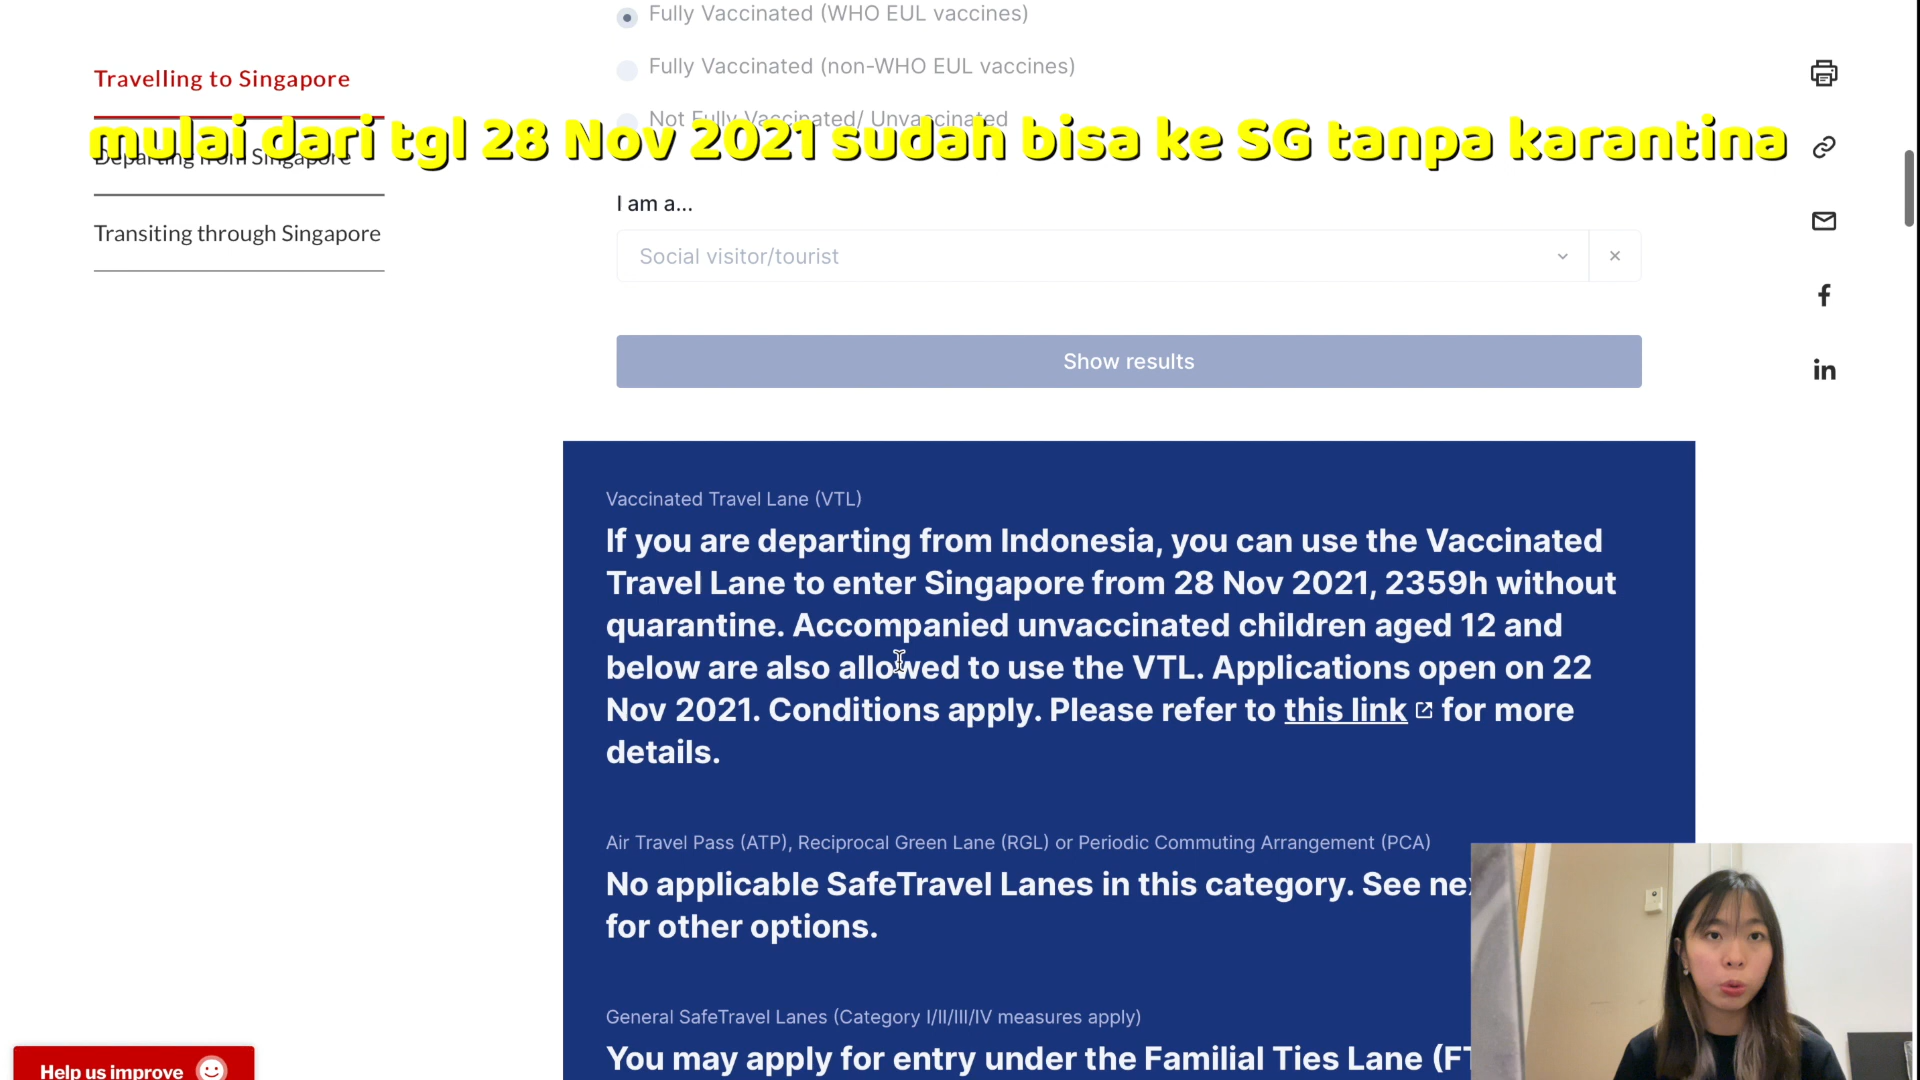 Fully Vaccinated (WHO EUL vaccines)
Fully Vaccinated (non-WHO EUL vaccines)
Not Fully Vaccinated/ Unvaccinated
Travelling to Singapore
mulai dari tgl 28 Nov 2021 sudah bisa ke SG tanpa karantina
Departing from Singapore
Transiting through Singapore
I am a...
Social visitor/tourist
Show results
Vaccinated Travel Lane (VTL)
If you are departing from Indonesia, you can use the Vaccinated
Travel Lane to enter Singapore from 28 Nov 2021, 2359h without
quarantine. Accompanied unvaccinated children aged 12 and
below are also allowed to use the VTL. Applications open on 22
Nov 2021. Conditions apply. Please refer to this link for more
details.
Air Travel Pass (ATP), Reciprocal Green Lane (RGL) or Periodic Commuting Arrangement (PCA)
No applicable SafeTravel Lanes in this category. See
for other options.
General SafeTravel Lanes (Category I/II/III/IV measures apply)
You may apply for entry under the Familial Ties Lane
Help us improve